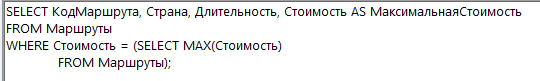 SELECT КодМаршрута, Страна, Длительность, Стоимость AS МаксимальнаяСтоимость
FROM Маршруты
WHERE Стоимость = (SELECT MAX(Стоимость)
FROM Маршруты);